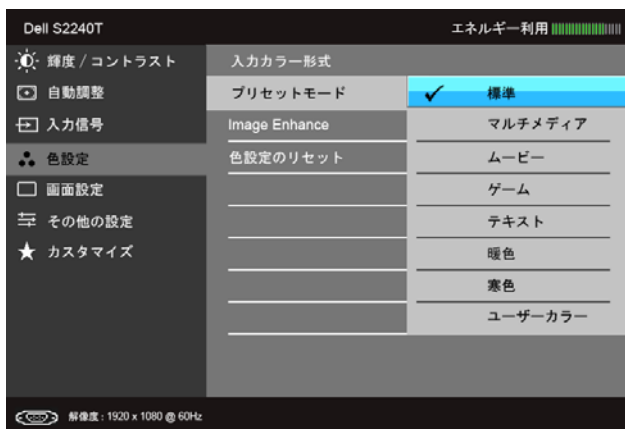 Dell S2240T
エネルギー利用
輝度 / コントラスト
自動調整
入力信号
色設定
画面設定
その他の設定
カスタマイズ
入力カラー形式
プリセットモード
Image Enhance
色設定のリセット
標準
マルチメディア
ムービー
ゲーム
テキスト
暖色
寒色
ユーザーカラー
解像度 : 1920 x 1080 @ 60Hz